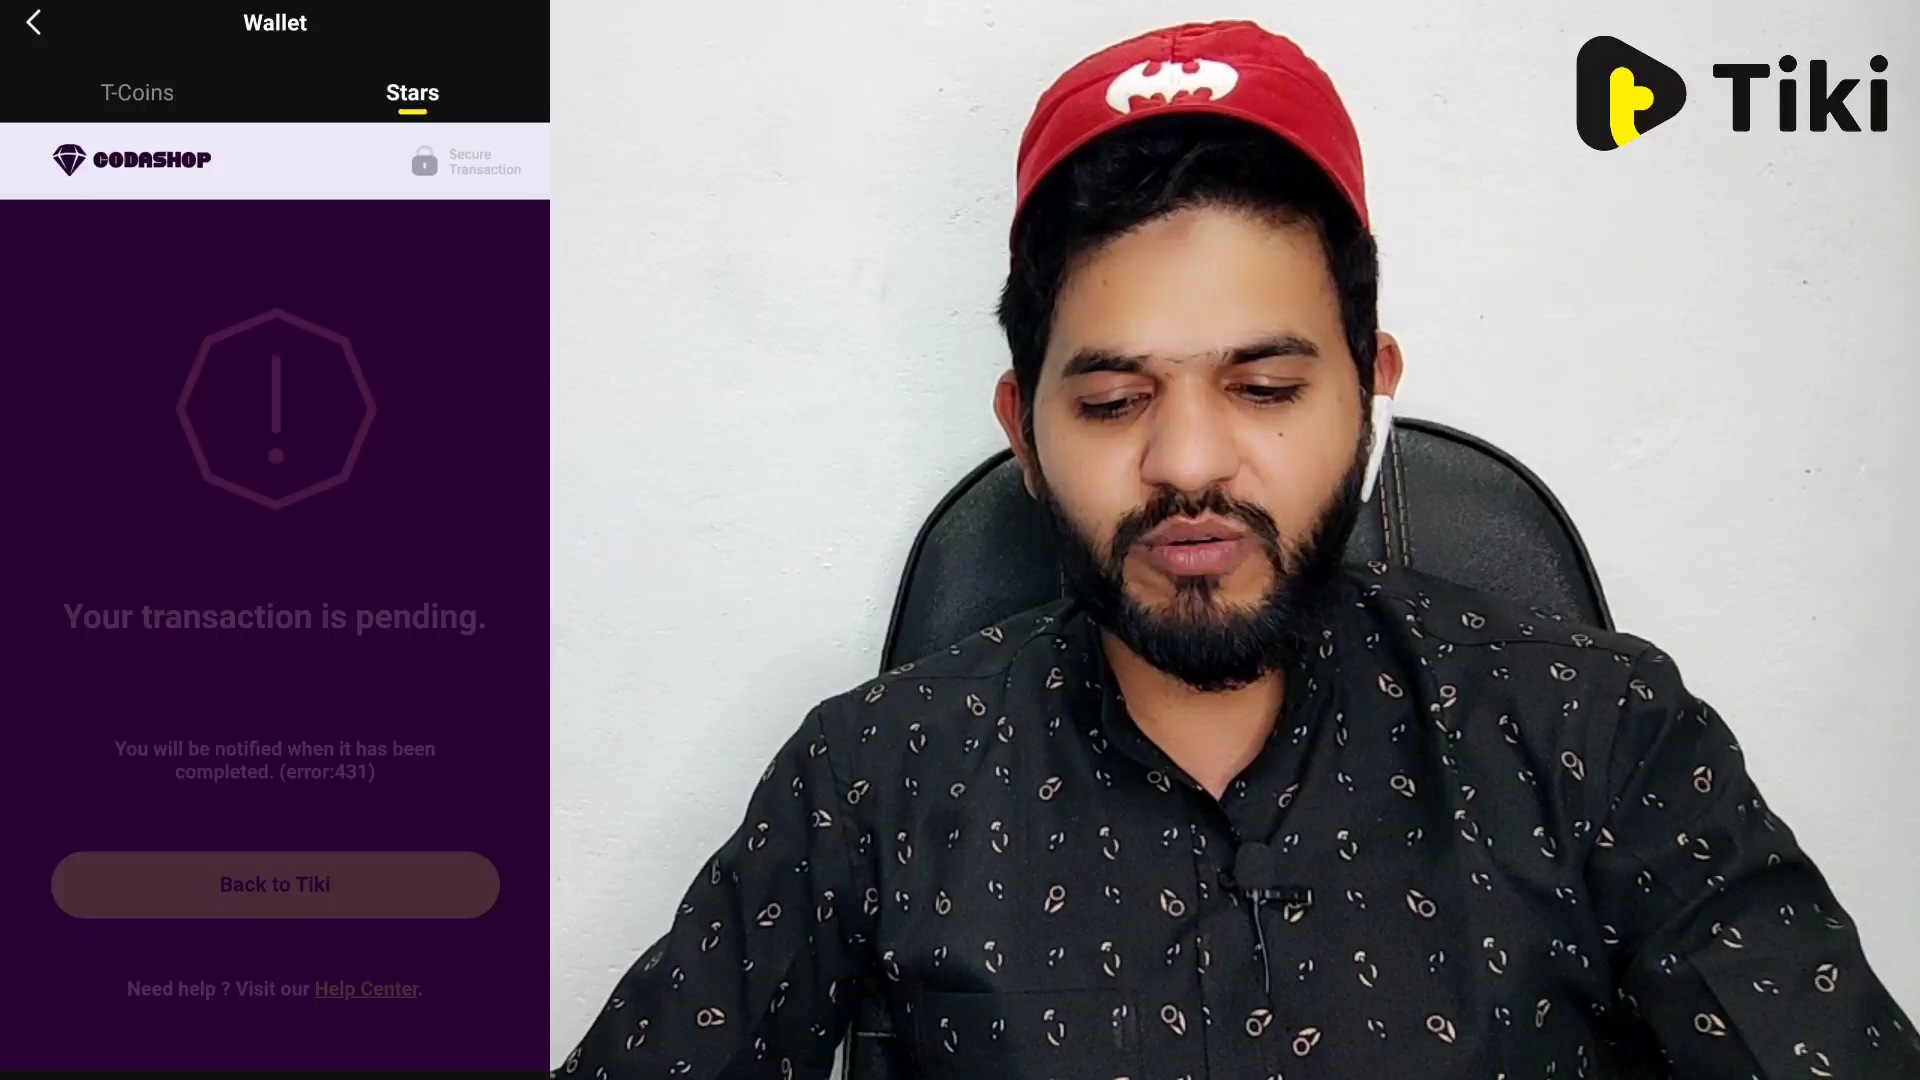 Wallet
T-Coins
Stars
CODASHOP
Secure
Transaction
Your transaction is pending.
You will be notified when it has been
completed. (error:431)
Back to Tiki
Need help ? Visit our Help Center.
Tiki